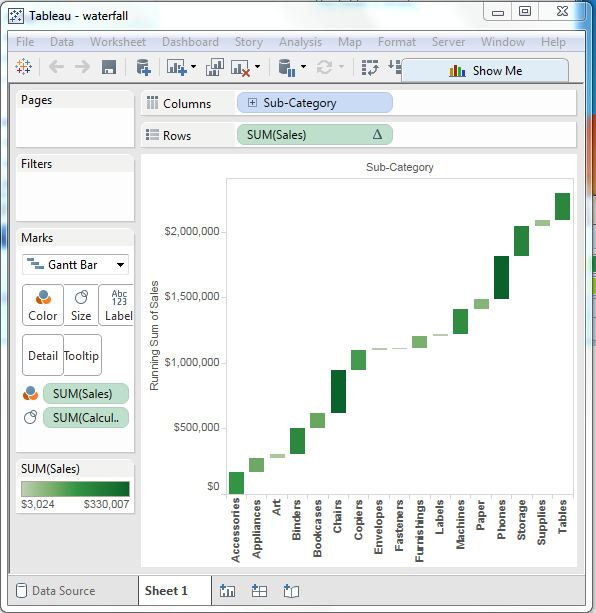 Tableau - waterfall
File Data Worksheet Dashboard Story Analysis Map Format Server Window Help
Show Me
Pages
Columns Sub-Category
Rows SUM(Sales) Δ
Filters
Marks
Gantt Bar
Abc
123
Color Size Label
Detail Tooltip
SUM(Sales)
SUM(Calcul..
SUM(Sales)
$3,024 $330,007
Sub-Category
Running Sum of Sales
$2,000,000
$1,500,000
$1,000,000
$500,000
$0
Accessories
Appliances
Art
Binders
Bookcases
Chairs
Copiers
Envelopes
Fasteners
Furnishings
Labels
Machines
Paper
Phones
Storage
Supplies
Tables
Data Source Sheet 1